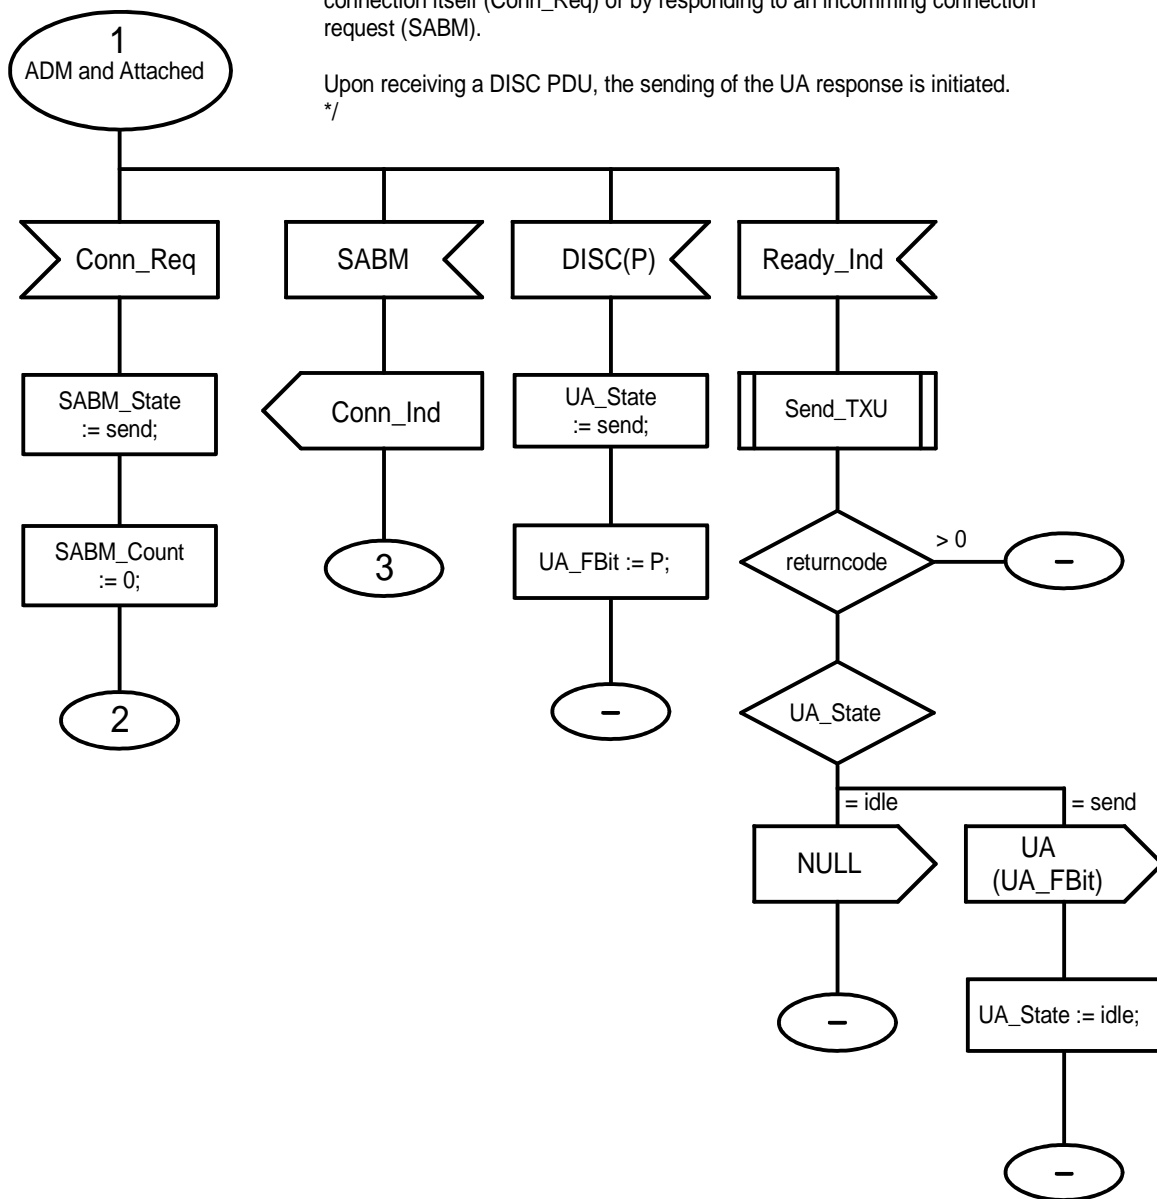 connection itself (Conn_Req) or by responding to an incomming connection
request (SABM).
Upon receiving a DISC PDU, the sending of the UA response is initiated.
*/
1
ADM and Attached
Conn_Req
SABM
DISC(P)
Ready_Ind
SABM_State
:= send;
Conn_Ind
UA_State
:= send;
Send_TXU
SABM_Count
:= 0;
3
UA_FBit := P;
returncode
> 0
–
2
–
UA_State
= idle
= send
NULL
UA
(UA_FBit)
–
UA_State := idle;
–